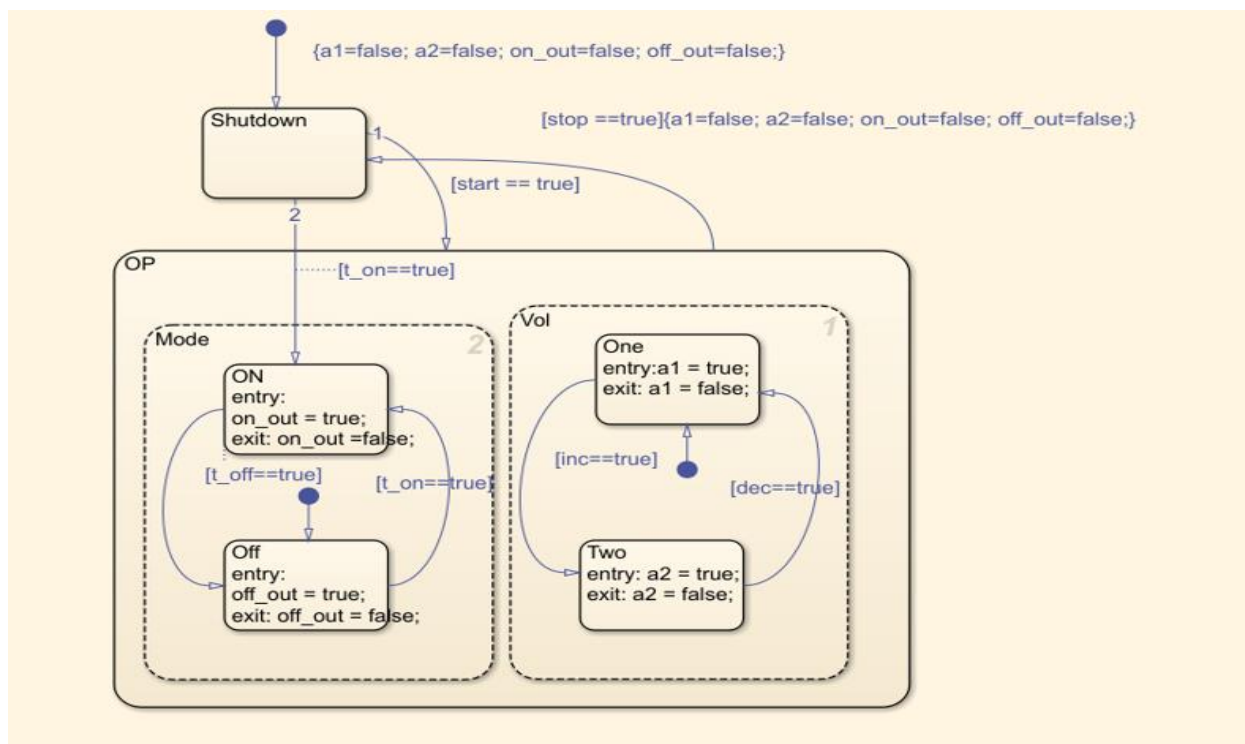 {a1=false; a2=false; on_out=false; off_out=false;}
Shutdown
[stop ==true]{a1=false; a2=false; on_out=false; off_out=false;}
1
[start == true]
2
OP
[t_on==true]
Mode
2
Vol
1
ON
entry:
on_out = true;
exit: on_out =false;
[t_off==true]
[t_on==true]
Off
entry:
off_out = true;
exit: off_out = false;
One
entry:a1 = true;
exit: a1 = false;
[inc==true]
[dec==true]
Two
entry: a2 = true;
exit: a2 = false;